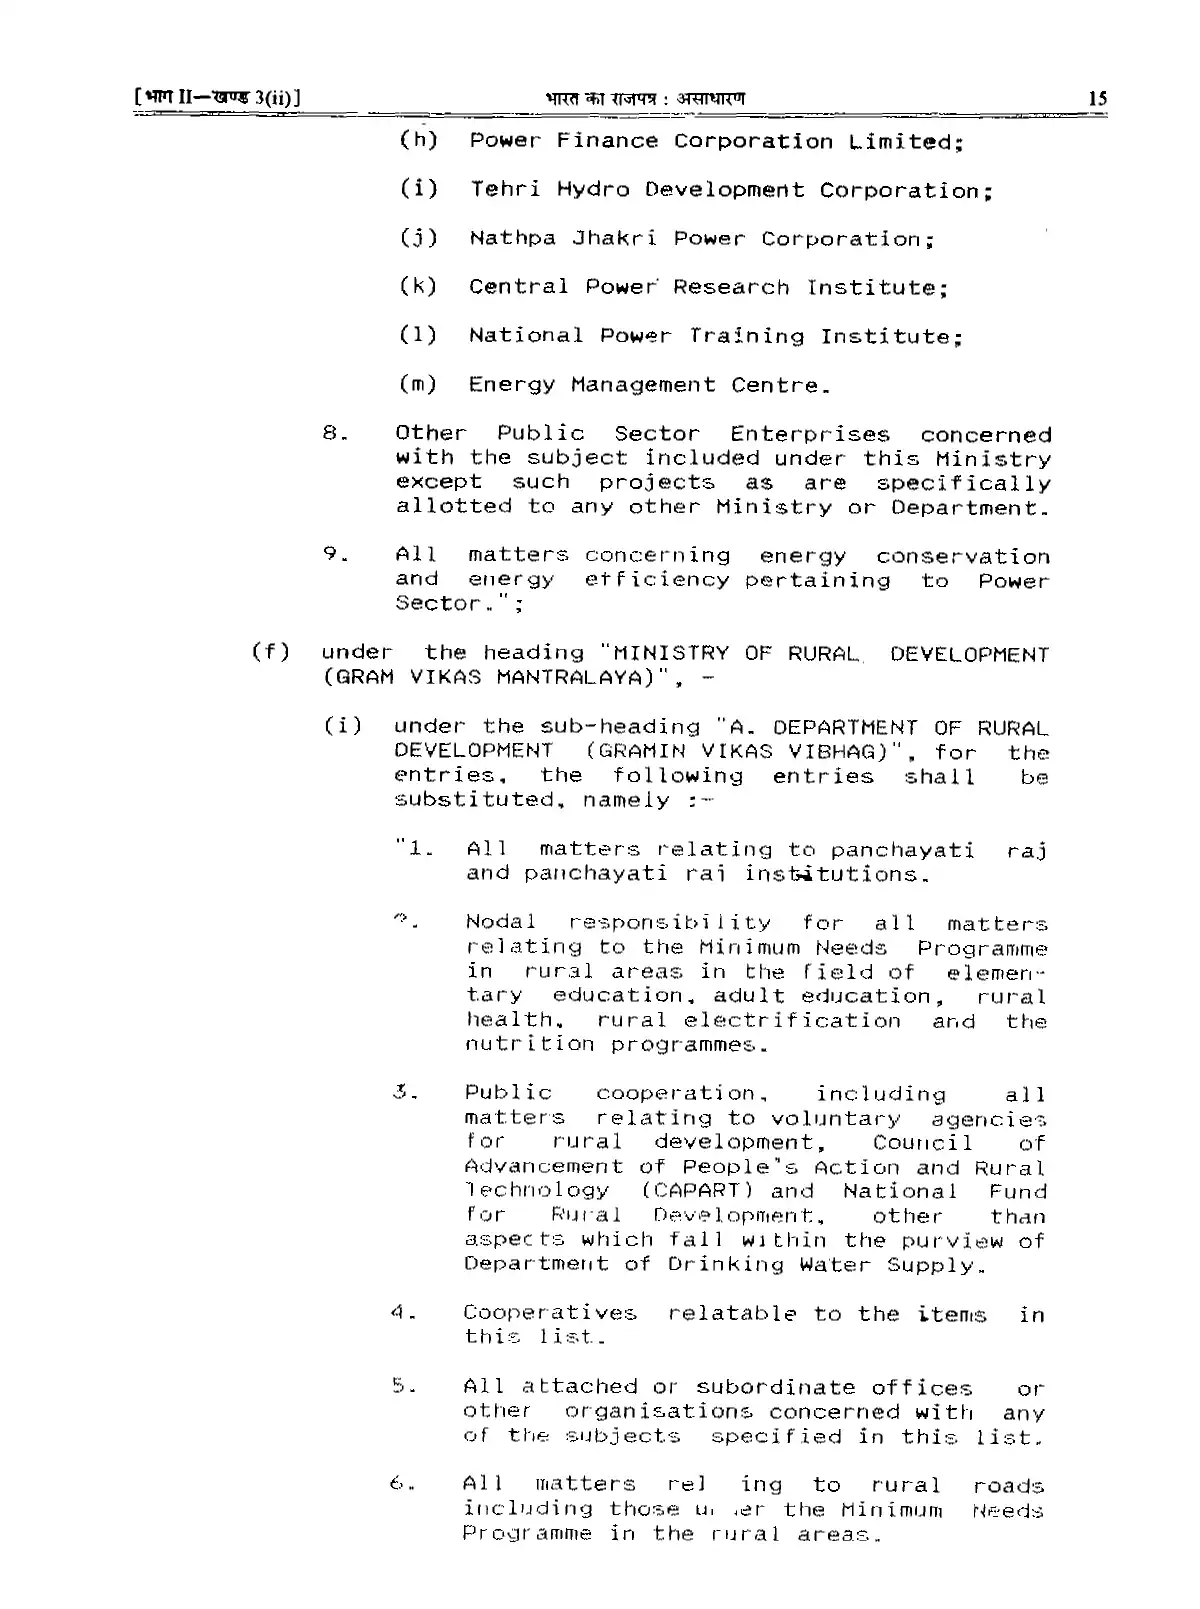 [भाग II—खण्ड 3(ii)] भारत का राजपत्र : असाधारण 15
(h) Power Finance Corporation Limited;
(i) Tehri Hydro Development Corporation;
(j) Nathpa Jhakri Power Corporation;
(k) Central Power Research Institute;
(l) National Power Training Institute;
(m) Energy Management Centre.
8. Other Public Sector Enterprises concerned
with the subject included under this Ministry
except such projects as are specifically
allotted to any other Ministry or Department.
9. All matters concerning energy conservation
and energy efficiency pertaining to Power
Sector.";
(f) under the heading "MINISTRY OF RURAL DEVELOPMENT
(GRAM VIKAS MANTRALAYA)", -
(i) under the sub-heading "A. DEPARTMENT OF RURAL
DEVELOPMENT (GRAMIN VIKAS VIBHAG)", for the
entries, the following entries shall be
substituted, namely :-
"1. All matters relating to panchayati raj
and panchayati raj institutions.
2. Nodal responsibility for all matters
relating to the Minimum Needs Programme
in rural areas in the field of elemen-
tary education, adult education, rural
health, rural electrification and the
nutrition programmes.
3. Public cooperation, including all
matters relating to voluntary agencies
for rural development, Council of
Advancement of People's Action and Rural
Technology (CAPART) and National Fund
for Rural Development, other than
aspects which fall within the purview of
Department of Drinking Water Supply.
4. Cooperatives relatable to the items in
this list.
5. All attached or subordinate offices or
other organisations concerned with any
of the subjects specified in this list.
6. All matters rel ing to rural roads
including those the Minimum Needs
Programme in the rural areas.